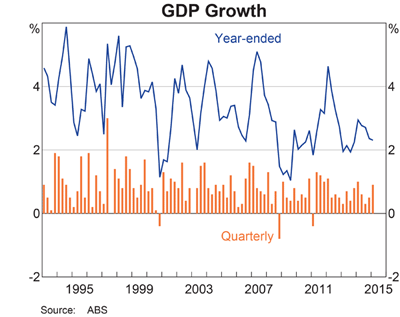 GDP Growth
% %
Year-ended
4 4
2 2
0 0
Quarterly
-2 -2
1995 1999 2003 2007 2011 2015
Source: ABS